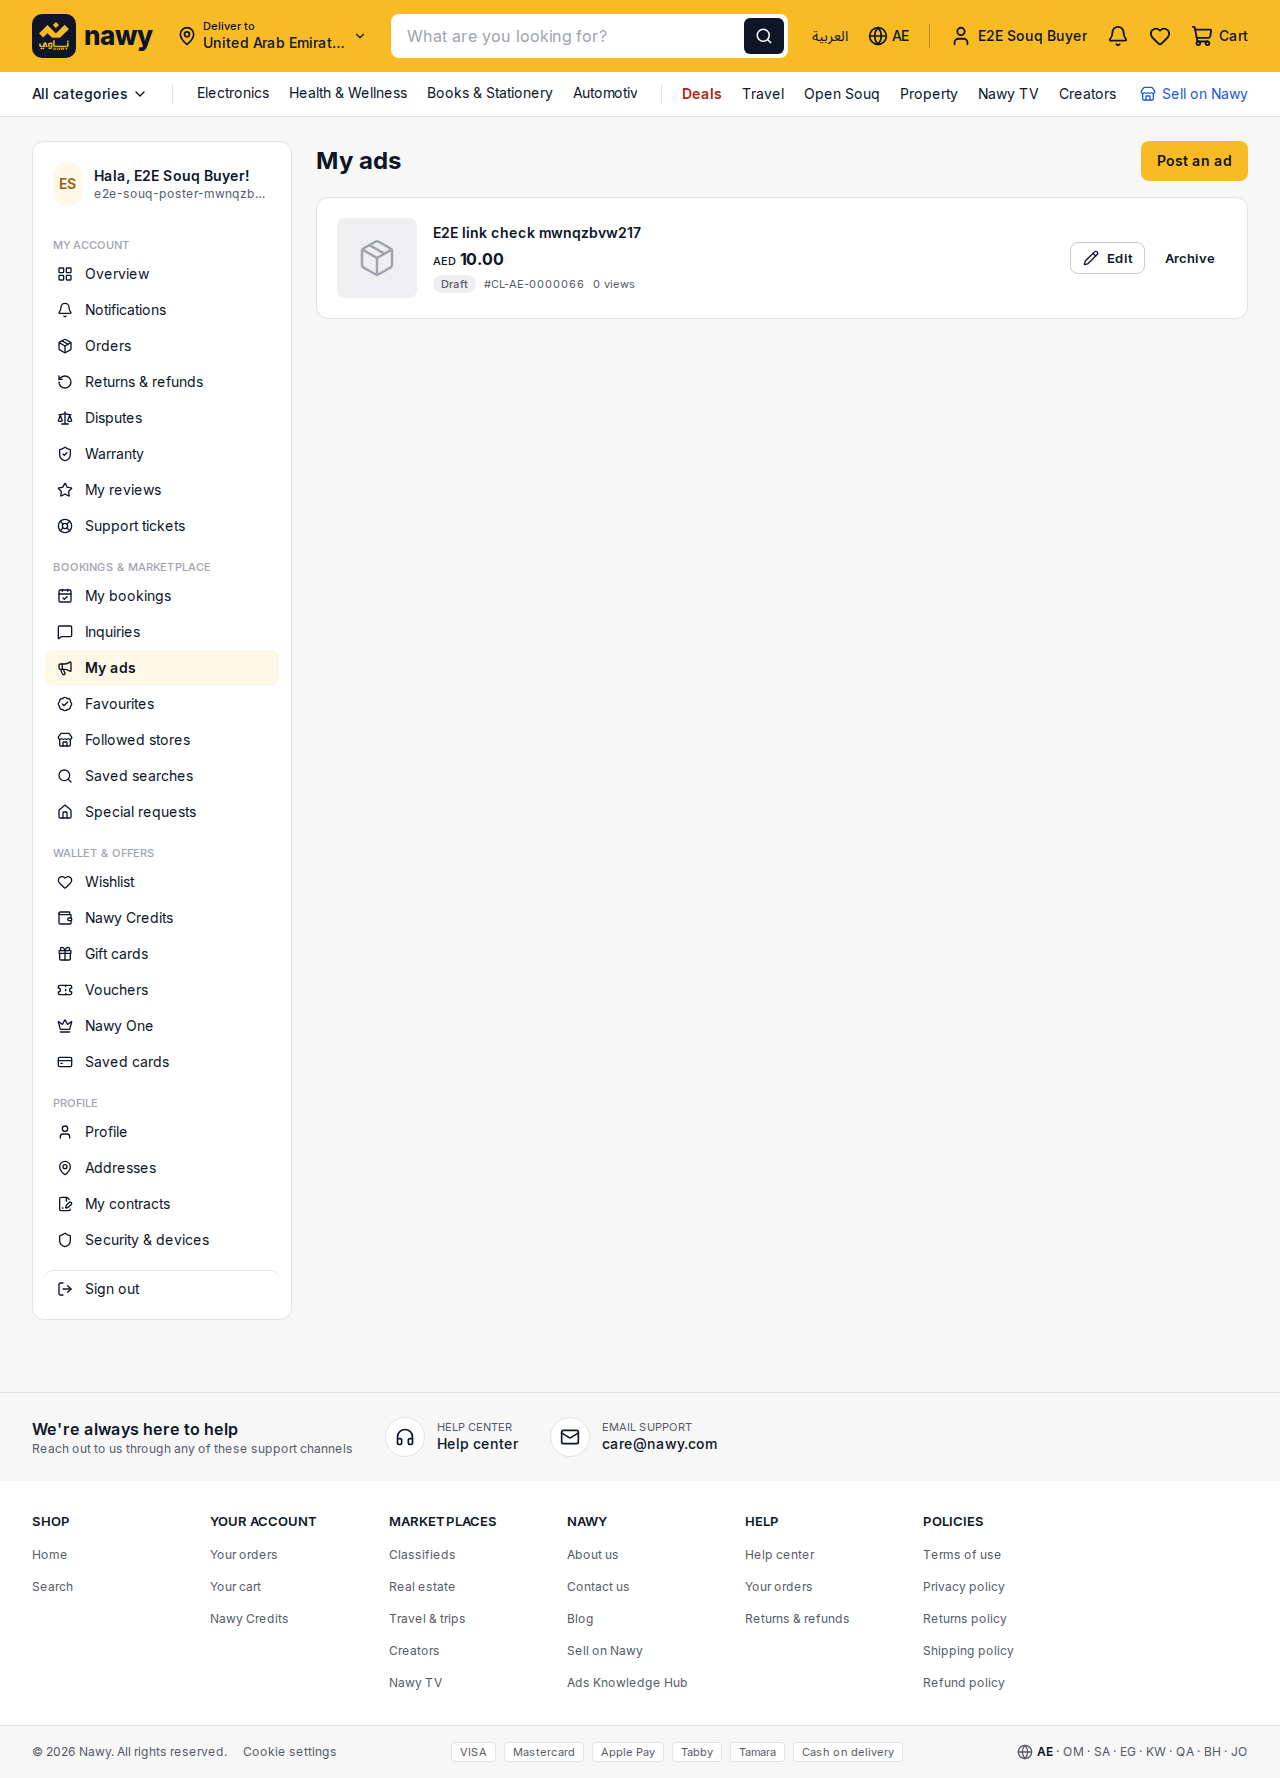 ناوي
nawy
Deliver to
United Arab Emirat...
What are you looking for?
العربية
AE
E2E Souq Buyer
Cart
All categories
Electronics
Health & Wellness
Books & Stationery
Automotiv
Deals
Travel
Open Souq
Property
Nawy TV
Creators
Sell on Nawy
ES
Hala, E2E Souq Buyer!
e2e-souq-poster-mwnqzb...
MY ACCOUNT
Overview
Notifications
Orders
Returns & refunds
Disputes
Warranty
My reviews
Support tickets
BOOKINGS & MARKETPLACE
My bookings
Inquiries
My ads
Favourites
Followed stores
Saved searches
Special requests
WALLET & OFFERS
Wishlist
Nawy Credits
Gift cards
Vouchers
Nawy One
Saved cards
PROFILE
Profile
Addresses
My contracts
Security & devices
Sign out
My ads
Post an ad
E2E link check mwnqzbvw217
AED 10.00
Draft #CL-AE-0000066 0 views
Edit
Archive
We're always here to help
Reach out to us through any of these support channels
HELP CENTER
Help center
EMAIL SUPPORT
care@nawy.com
SHOP
Home
Search
YOUR ACCOUNT
Your orders
Your cart
Nawy Credits
MARKETPLACES
Classifieds
Real estate
Travel & trips
Creators
Nawy TV
NAWY
About us
Contact us
Blog
Sell on Nawy
Ads Knowledge Hub
HELP
Help center
Your orders
Returns & refunds
POLICIES
Terms of use
Privacy policy
Returns policy
Shipping policy
Refund policy
© 2026 Nawy. All rights reserved.
Cookie settings
VISA
Mastercard
Apple Pay
Tabby
Tamara
Cash on delivery
AE · OM · SA · EG · KW · QA · BH · JO